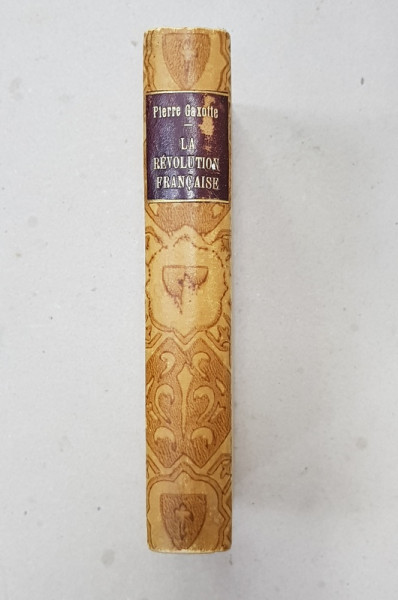 Pierre Gaxotte
LA
RÉVOLUTION
FRANÇAISE